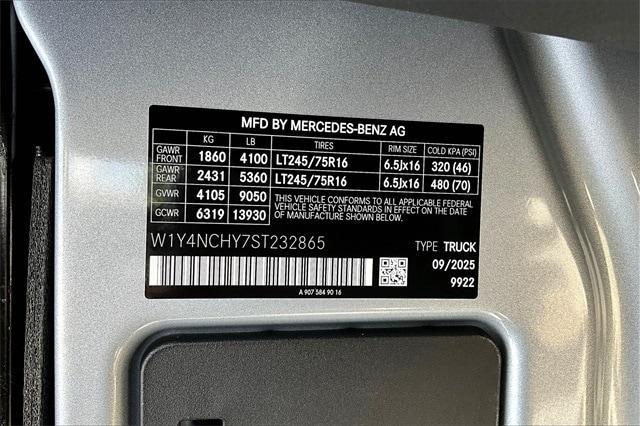 MFD BY MERCEDES-BENZ AG
KG LB TIRES RIM SIZE COLD KPA (PSI)
GAWR FRONT 1860 4100 LT245/75R16 6.5Jx16 320 (46)
GAWR REAR 2431 5360 LT245/75R16 6.5Jx16 480 (70)
GVWR 4105 9050 THIS VEHICLE CONFORMS TO ALL APPLICABLE FEDERAL
VEHICLE SAFETY STANDARDS IN EFFECT ON THE DATE OF
GCWR 6319 13930 MANUFACTURE SHOWN ABOVE.
W1Y4NCHY7ST232865 TYPE TRUCK
09/2025
9922
A 907 584 90 16